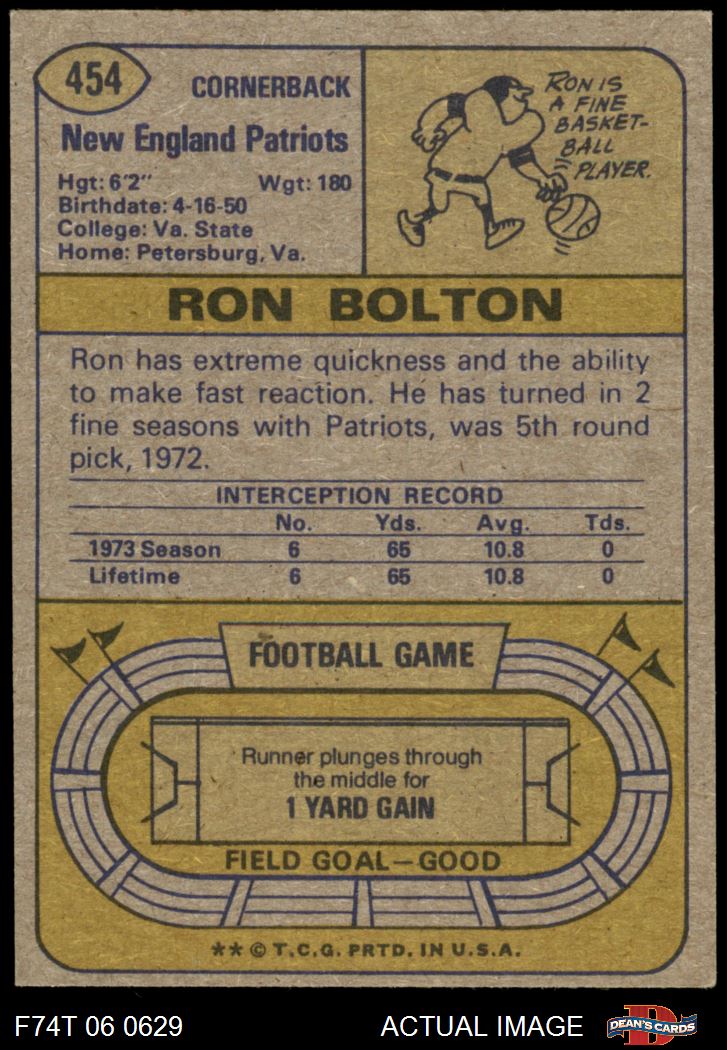 454
CORNERBACK
New England Patriots
Hgt: 6'2" Wgt: 180
Birthdate: 4-16-50
College: Va. State
Home: Petersburg, Va.
RON IS
A FINE
BASKET-
BALL
PLAYER.
RON BOLTON
Ron has extreme quickness and the ability
to make fast reaction. He has turned in 2
fine seasons with Patriots, was 5th round
pick, 1972.
INTERCEPTION RECORD
No. Yds. Avg. Tds.
1973 Season 6 65 10.8 0
Lifetime 6 65 10.8 0
FOOTBALL GAME
Runner plunges through
the middle for
1 YARD GAIN
FIELD GOAL—GOOD
** © T.C.G. PRTD. IN U.S.A.
F74T 06 0629 ACTUAL IMAGE DEAN'S CARDS